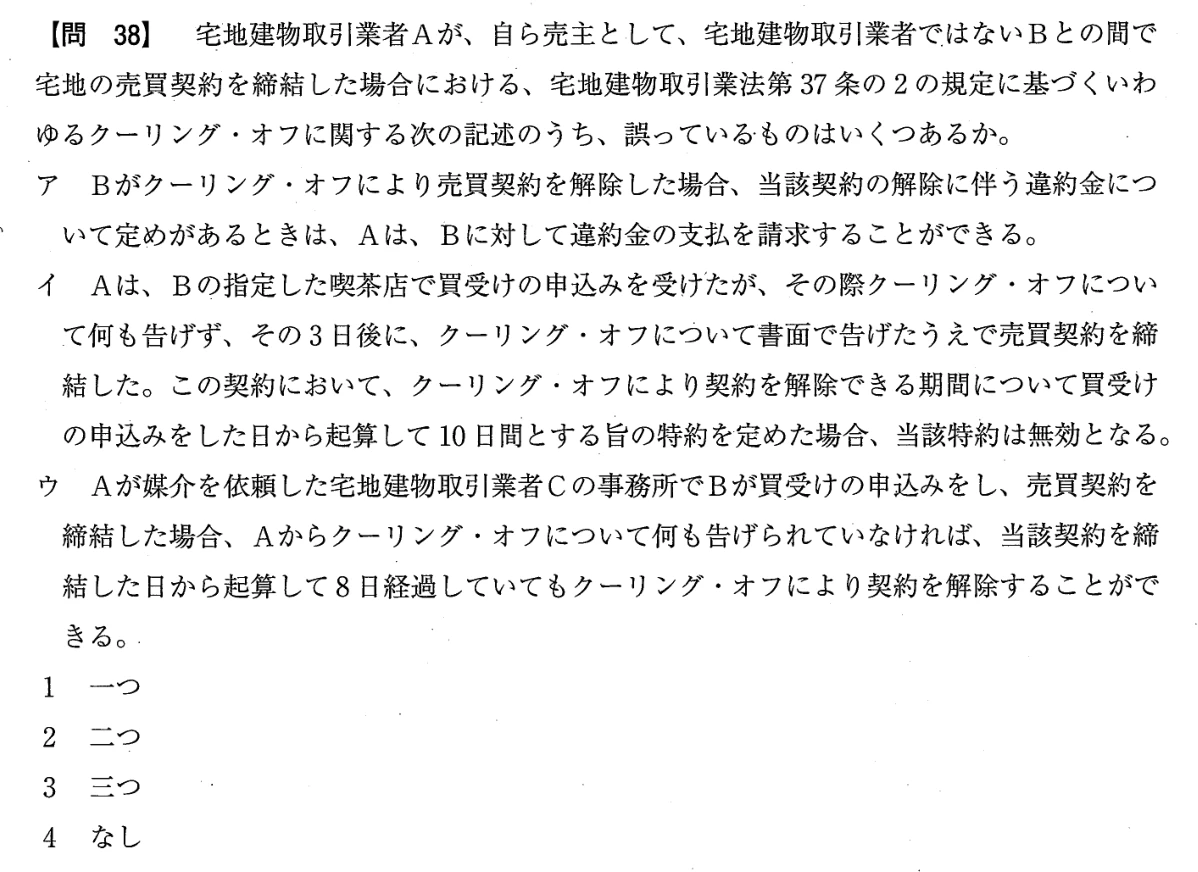 【問 38】 宅地建物取引業者Aが、自ら売主として、宅地建物取引業者ではないBとの間で
宅地の売買契約を締結した場合における、宅地建物取引業法第 37 条の2の規定に基づくいわ
ゆるクーリング・オフに関する次の記述のうち、誤っているものはいくつあるか。
ア Bがクーリング・オフにより売買契約を解除した場合、当該契約の解除に伴う違約金につ
いて定めがあるときは、Aは、Bに対して違約金の支払を請求することができる。
イ Aは、Bの指定した喫茶店で買受けの申込みを受けたが、その際クーリング・オフについ
て何も告げず、その3日後に、クーリング・オフについて書面で告げたうえで売買契約を締
結した。この契約において、クーリング・オフにより契約を解除できる期間について買受け
の申込みをした日から起算して 10 日間とする旨の特約を定めた場合、当該特約は無効となる。
ウ Aが媒介を依頼した宅地建物取引業者Cの事務所でBが買受けの申込みをし、売買契約を
締結した場合、Aからクーリング・オフについて何も告げられていなければ、当該契約を締
結した日から起算して8日経過していてもクーリング・オフにより契約を解除することがで
きる。
1 一つ
2 二つ
3 三つ
4 なし